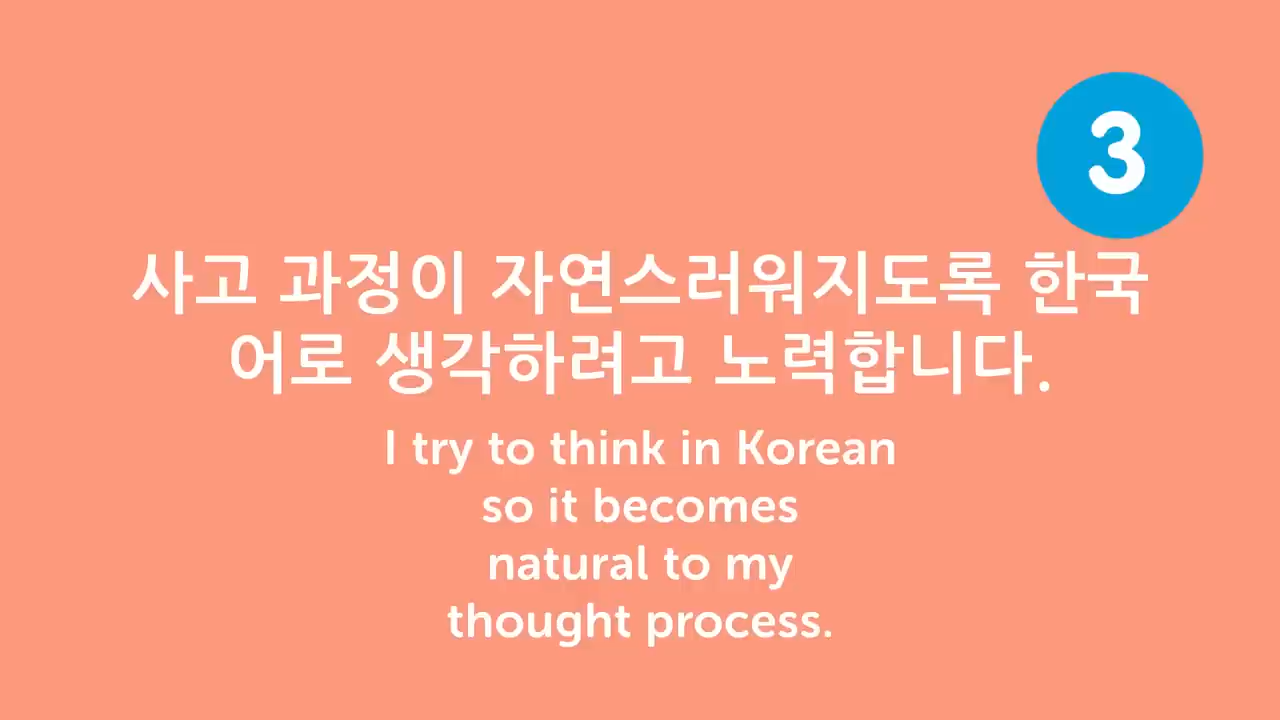 3
사고 과정이 자연스러워지도록 한국
어로 생각하려고 노력합니다.
I try to think in Korean
so it becomes
natural to my
thought process.